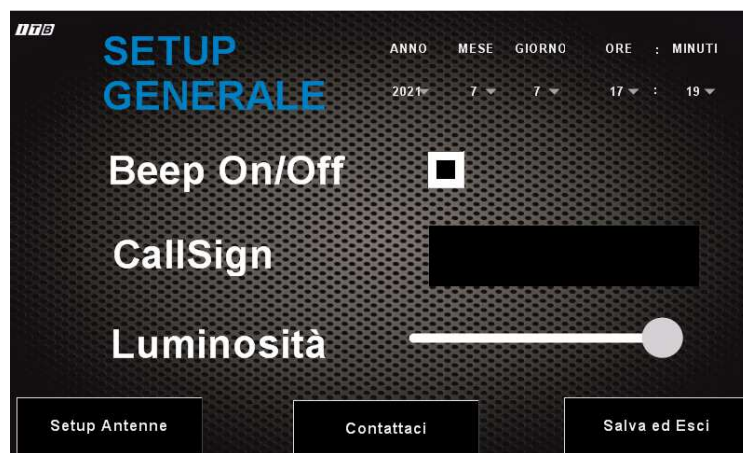 ITB
SETUP
GENERALE
ANNO MESE GIORNO ORE : MINUTI
2021 7 7 17 : 19
Beep On/Off
CallSign
Luminosità
Setup Antenne
Contattaci
Salva ed Esci